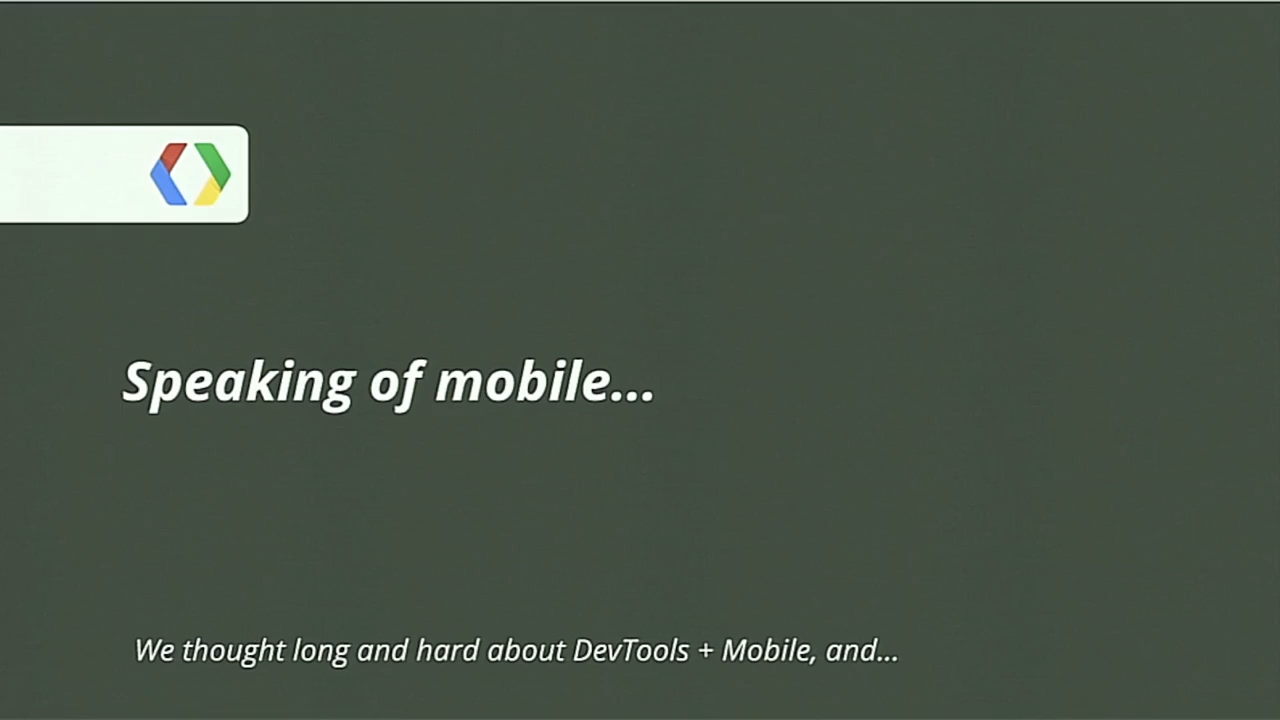 Speaking of mobile...
We thought long and hard about DevTools + Mobile, and...